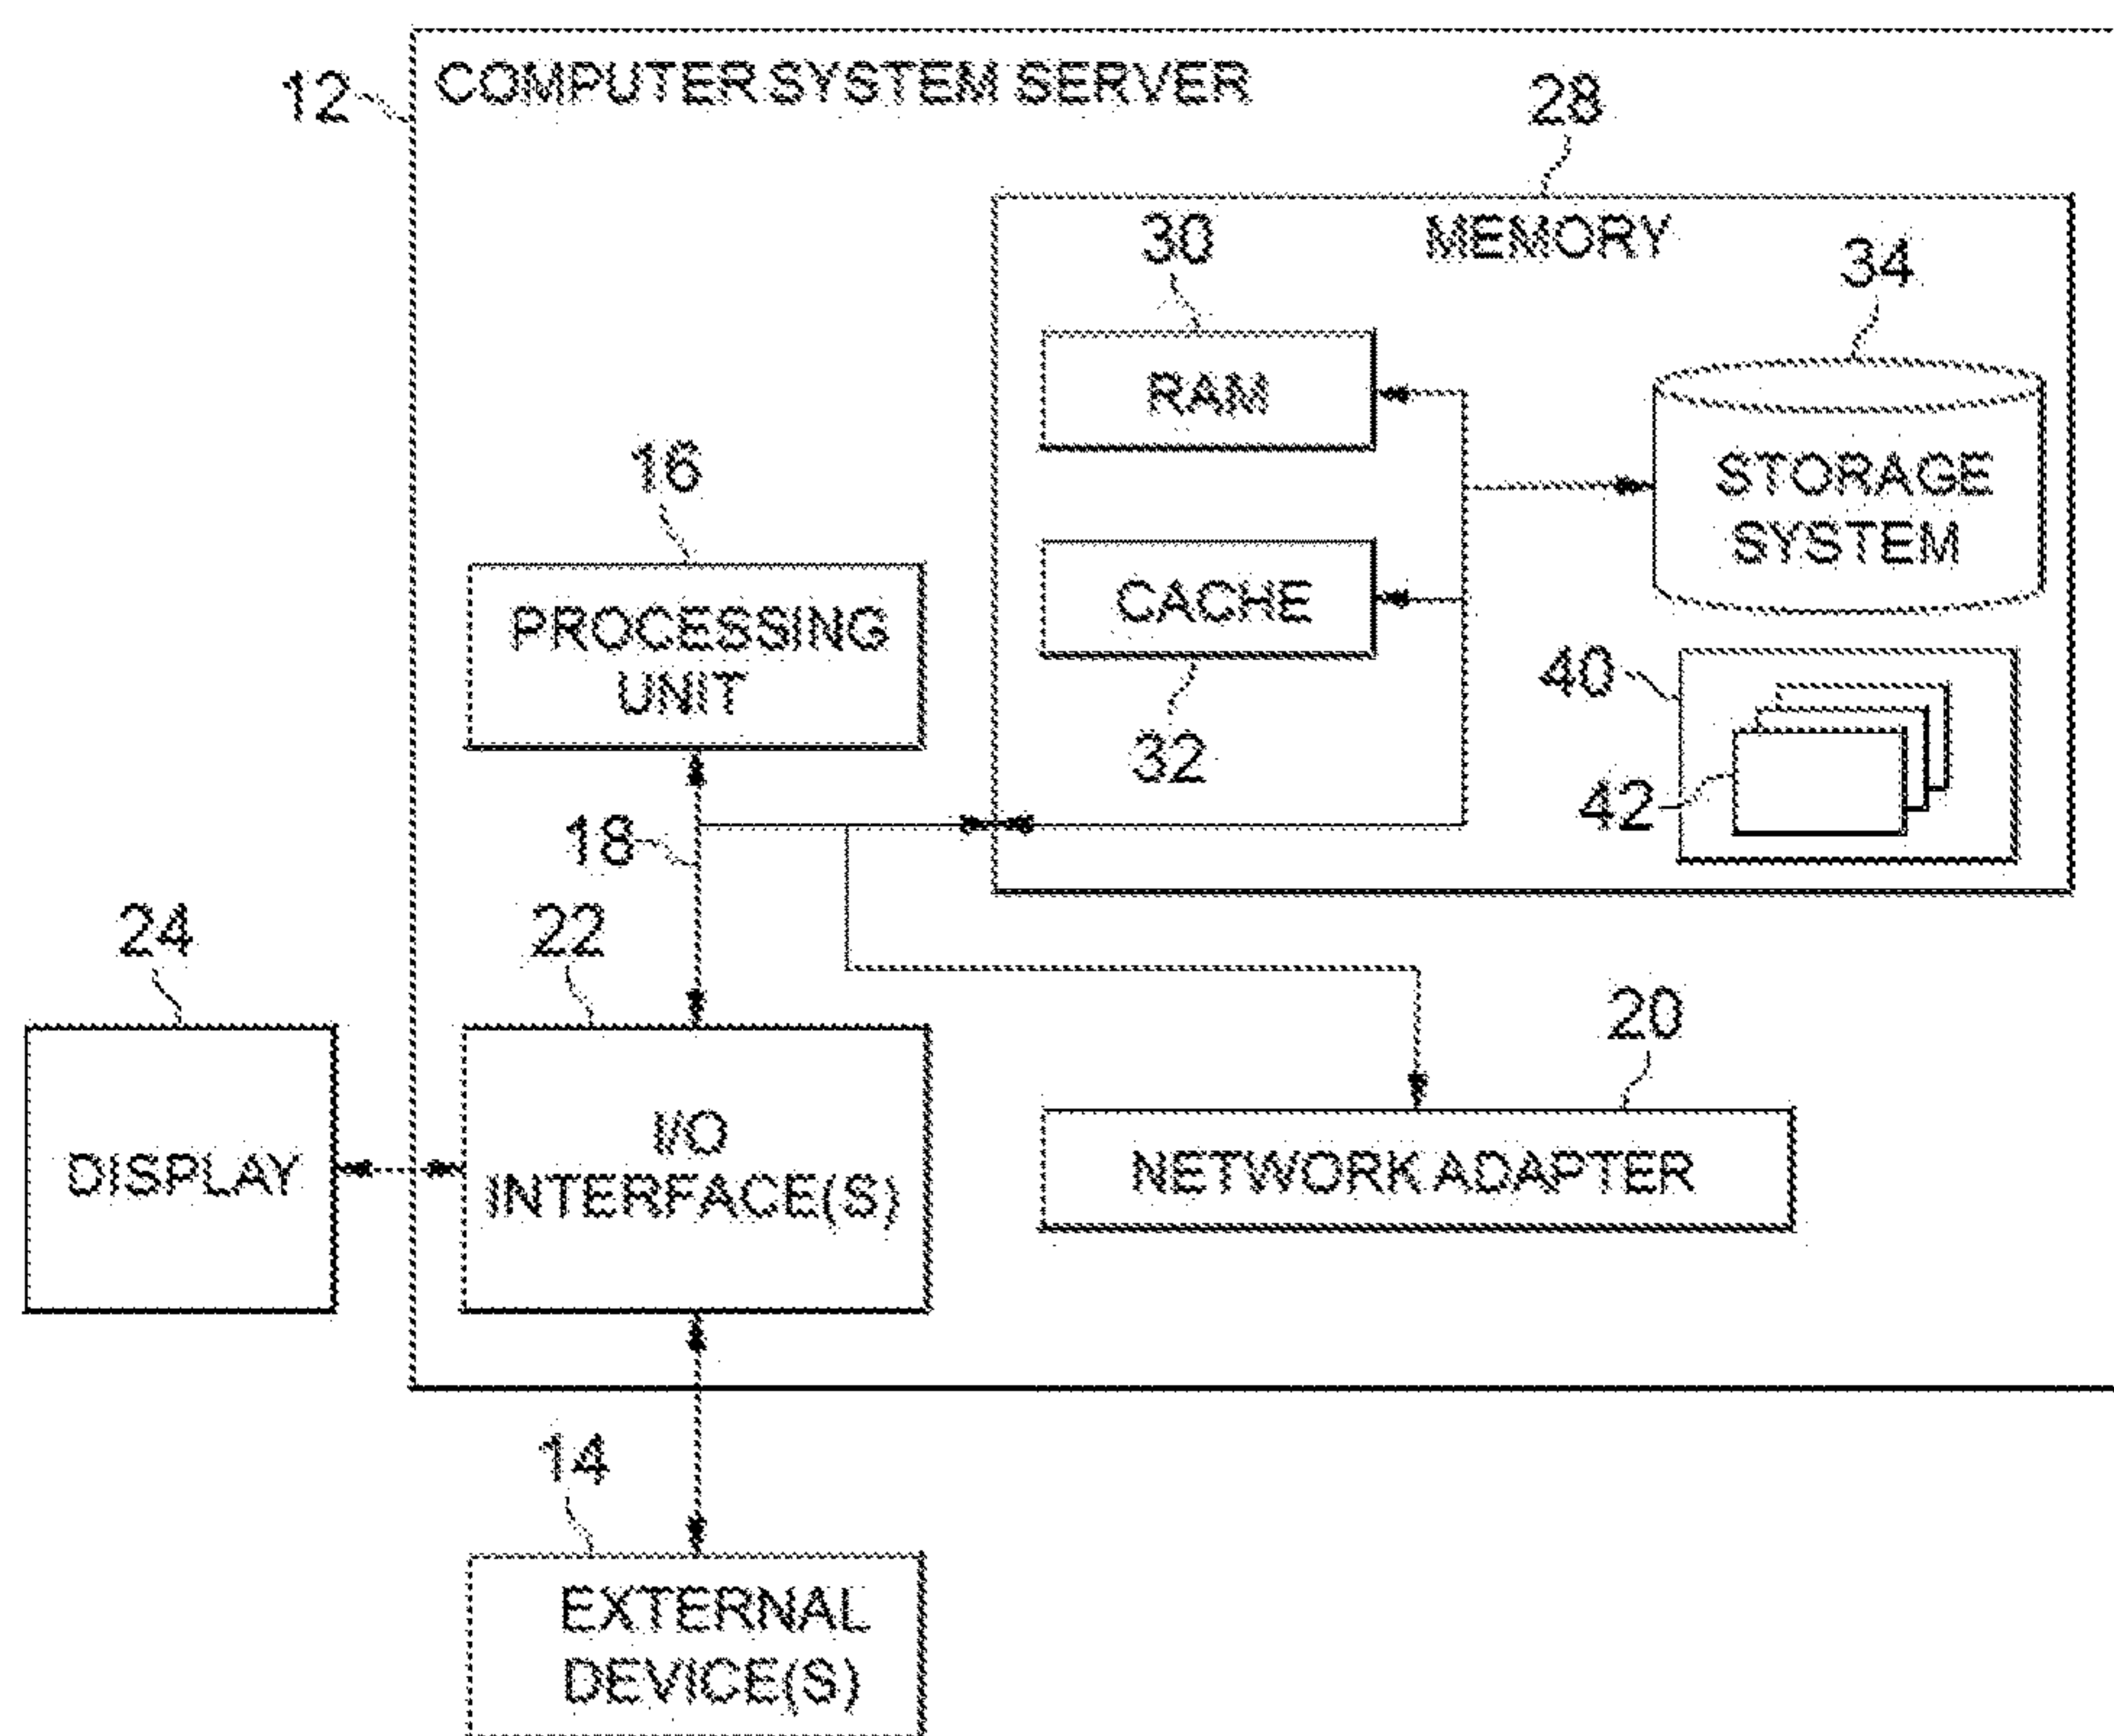 12
COMPUTER SYSTEM SERVER
28
MEMORY
30
34
RAM
STORAGE
SYSTEM
16
PROCESSING
UNIT
CACHE
32
40
42
18
24
22
20
DISPLAY
I/O
INTERFACE(S)
NETWORK ADAPTER
14
EXTERNAL
DEVICE(S)